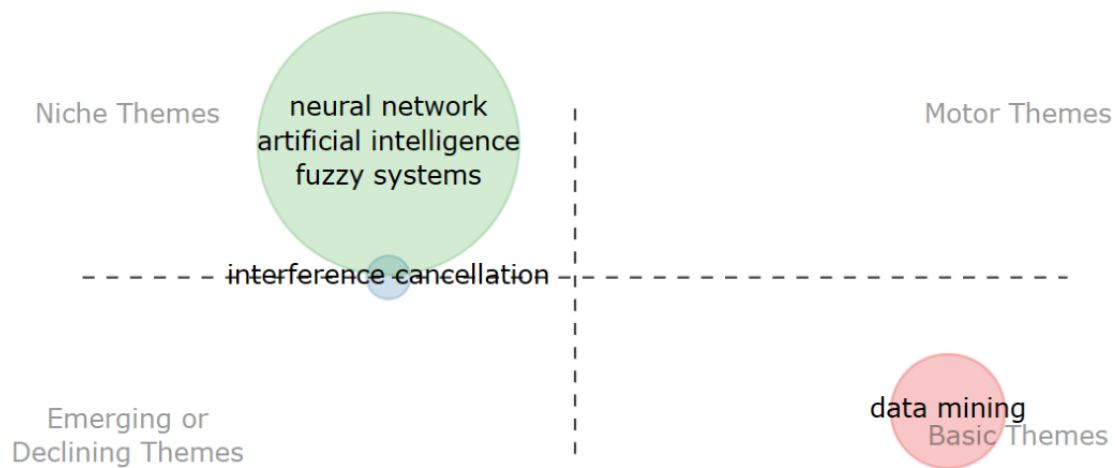 neural network
artificial intelligence
fuzzy systems
Niche Themes
Motor Themes
interference cancellation
data mining
Basic Themes
Emerging or
Declining Themes